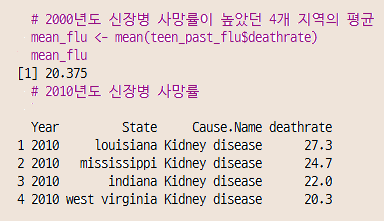 # 2000년도 신장병 사망률이 높았던 4개 지역의 평균
mean_flu <- mean(teen_past_flu$deathrate)
mean_flu
[1] 20.375
# 2010년도 신장병 사망률
Year State Cause.Name deathrate
1 2010 louisiana Kidney disease 27.3
2 2010 mississippi Kidney disease 24.7
3 2010 indiana Kidney disease 22.0
4 2010 west virginia Kidney disease 20.3